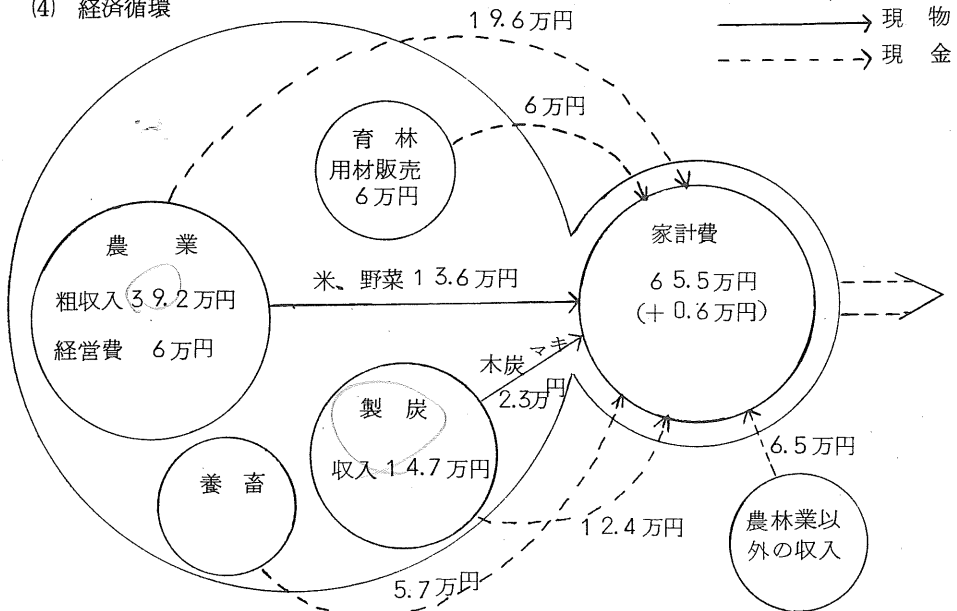 (4) 経済循環
19.6万円
現物
現金
6万円
育林
用材販売
6万円
農業
粗収入39.2万円
経営費 6万円
米、野菜13.6万円
家計費
65.5万円
(+0.6万円)
木炭マキ
2.3万円
製炭
収入14.7万円
養畜
6.5万円
12.4万円
農林業以
外の収入
5.7万円